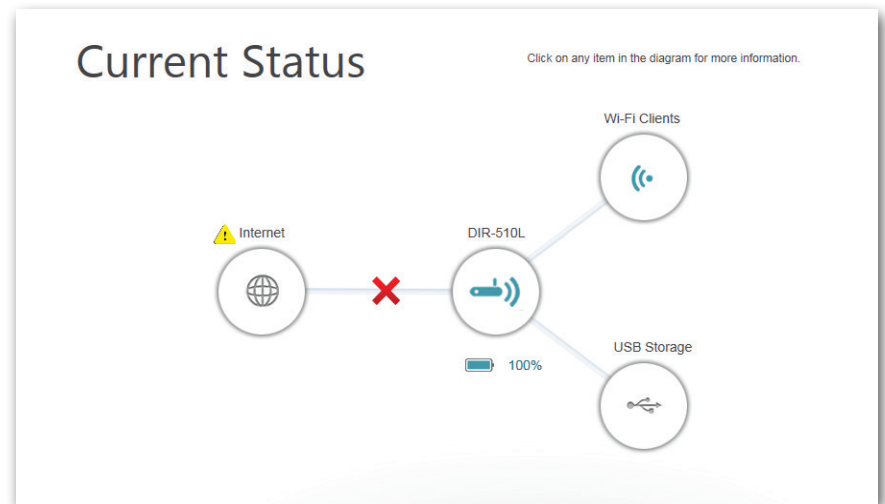 Current Status
Click on any item in the diagram for more information.
Wi-Fi Clients
Internet
DIR-510L
100%
USB Storage